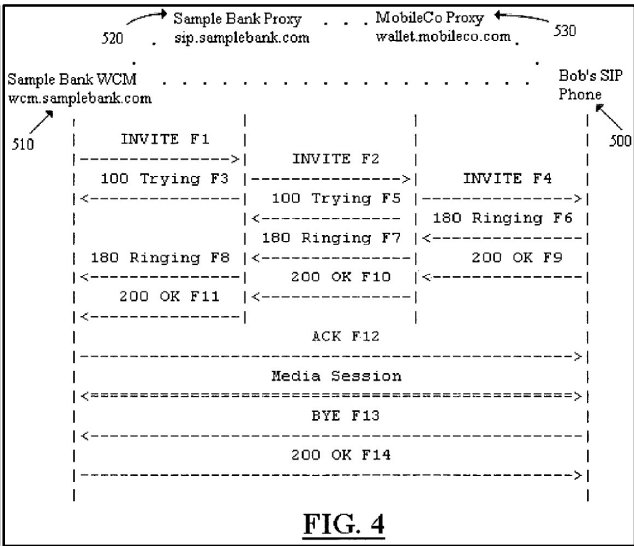 Sample Bank Proxy . . . MobileCo Proxy
520 sip.samplebank.com wallet.mobileco.com 530
Sample Bank WCM Bob's SIP
wcm.samplebank.com Phone
510 500
INVITE F1
INVITE F2
100 Trying F3 INVITE F4
100 Trying F5
180 Ringing F6
180 Ringing F7
180 Ringing F8 200 OK F9
200 OK F10
200 OK F11
ACK F12
Media Session
BYE F13
200 OK F14
FIG. 4